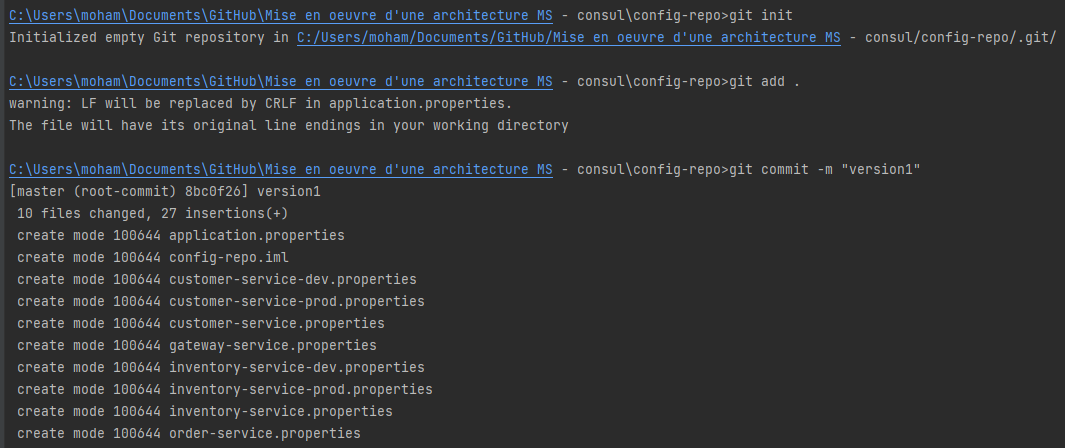 C:\Users\moham\Documents\GitHub\Mise en oeuvre d'une architecture MS - consul\config-repo>git init
Initialized empty Git repository in C:/Users/moham/Documents/GitHub/Mise en oeuvre d'une architecture MS - consul/config-repo/.git/
C:\Users\moham\Documents\GitHub\Mise en oeuvre d'une architecture MS - consul\config-repo>git add .
warning: LF will be replaced by CRLF in application.properties.
The file will have its original line endings in your working directory
C:\Users\moham\Documents\GitHub\Mise en oeuvre d'une architecture MS - consul\config-repo>git commit -m "version1"
[master (root-commit) 8bc0f26] version1
10 files changed, 27 insertions(+)
create mode 100644 application.properties
create mode 100644 config-repo.iml
create mode 100644 customer-service-dev.properties
create mode 100644 customer-service-prod.properties
create mode 100644 customer-service.properties
create mode 100644 gateway-service.properties
create mode 100644 inventory-service-dev.properties
create mode 100644 inventory-service-prod.properties
create mode 100644 inventory-service.properties
create mode 100644 order-service.properties